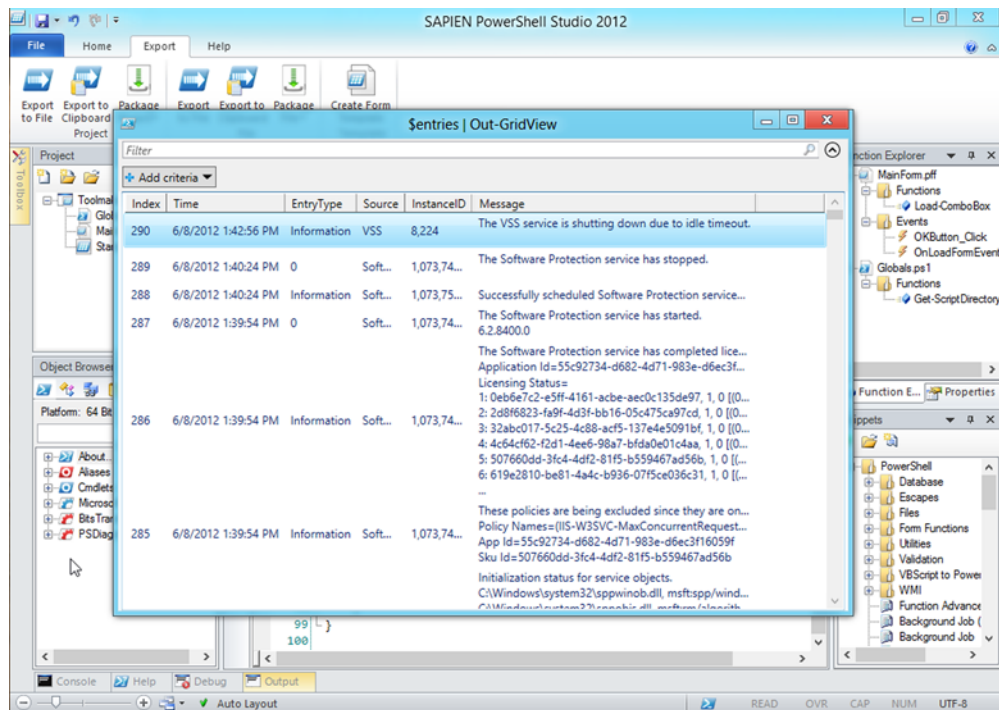 SAPIEN PowerShell Studio 2012
File Home Export Help
Export to File
Export to Clipboard
Package
Export
Export to
Package
Create Form
Project
$entries | Out-GridView
Filter
Add criteria
Index Time EntryType Source InstanceID Message
290 6/8/2012 1:42:56 PM Information VSS 8,224 The VSS service is shutting down due to idle timeout.
289 6/8/2012 1:40:24 PM 0 Soft... 1,073,74... The Software Protection service has stopped.
288 6/8/2012 1:40:24 PM Information Soft... 1,073,75... Successfully scheduled Software Protection service...
287 6/8/2012 1:39:54 PM 0 Soft... 1,073,74... The Software Protection service has started.
6.2.8400.0
286 6/8/2012 1:39:54 PM Information Soft... 1,073,74... The Software Protection service has completed lice...
Application Id=55c92734-d682-4d71-983e-d6ec3f...
Licensing Status=
1: 0eb6e7c2-e5ff-4161-acbe-aec0c135de97, 1, 0 [(0...
2: 2d8f6823-fa9f-4d3f-bb16-05c475ca97cd, 1, 0 [(0...
3: 32abc017-5c25-4c88-acf5-137e4e5091bf, 1, 0 [(0...
4: 4c64cf62-f2d1-4ee6-98a7-bfda0e01c4aa, 1, 0 [(0...
5: 507660dd-3fc4-4df2-81f5-b559467ad56b, 1, 0 [(...
6: 619e2810-be81-4a4c-b936-07f5ce036c31, 1, 0 [(...
...
285 6/8/2012 1:39:54 PM Information Soft... 1,073,74... These policies are being excluded since they are on...
Policy Names=(IIS-W3SVC-MaxConcurrentRequest...
App Id=55c92734-d682-4d71-983e-d6ec3f16059f
Sku Id=507660dd-3fc4-4df2-81f5-b559467ad56b
Initialization status for service objects.
C:\Windows\system32\sppwinob.dll, msft:spp/wind...
Toolbox
Project
Toolma
Glo
Mai
Star
Object Browse
Platform: 64 Bit
About
Aliases
Cmdlets
Microso
BitsTran
PSDiag
99 }
100
nction Explorer
MainForm.pff
Functions
Load-ComboBox
Events
OKButton_Click
OnLoadFormEvent
Globals.ps1
Functions
Get-ScriptDirectory
Function E... Properties
ippets
PowerShell
Database
Escapes
Files
Form Functions
Utilities
Validation
VBScript to Power
WMI
Function Advance
Background Job (
Background Job
Console Help Debug Output
Auto Layout READ OVR CAP NUM UTF-8